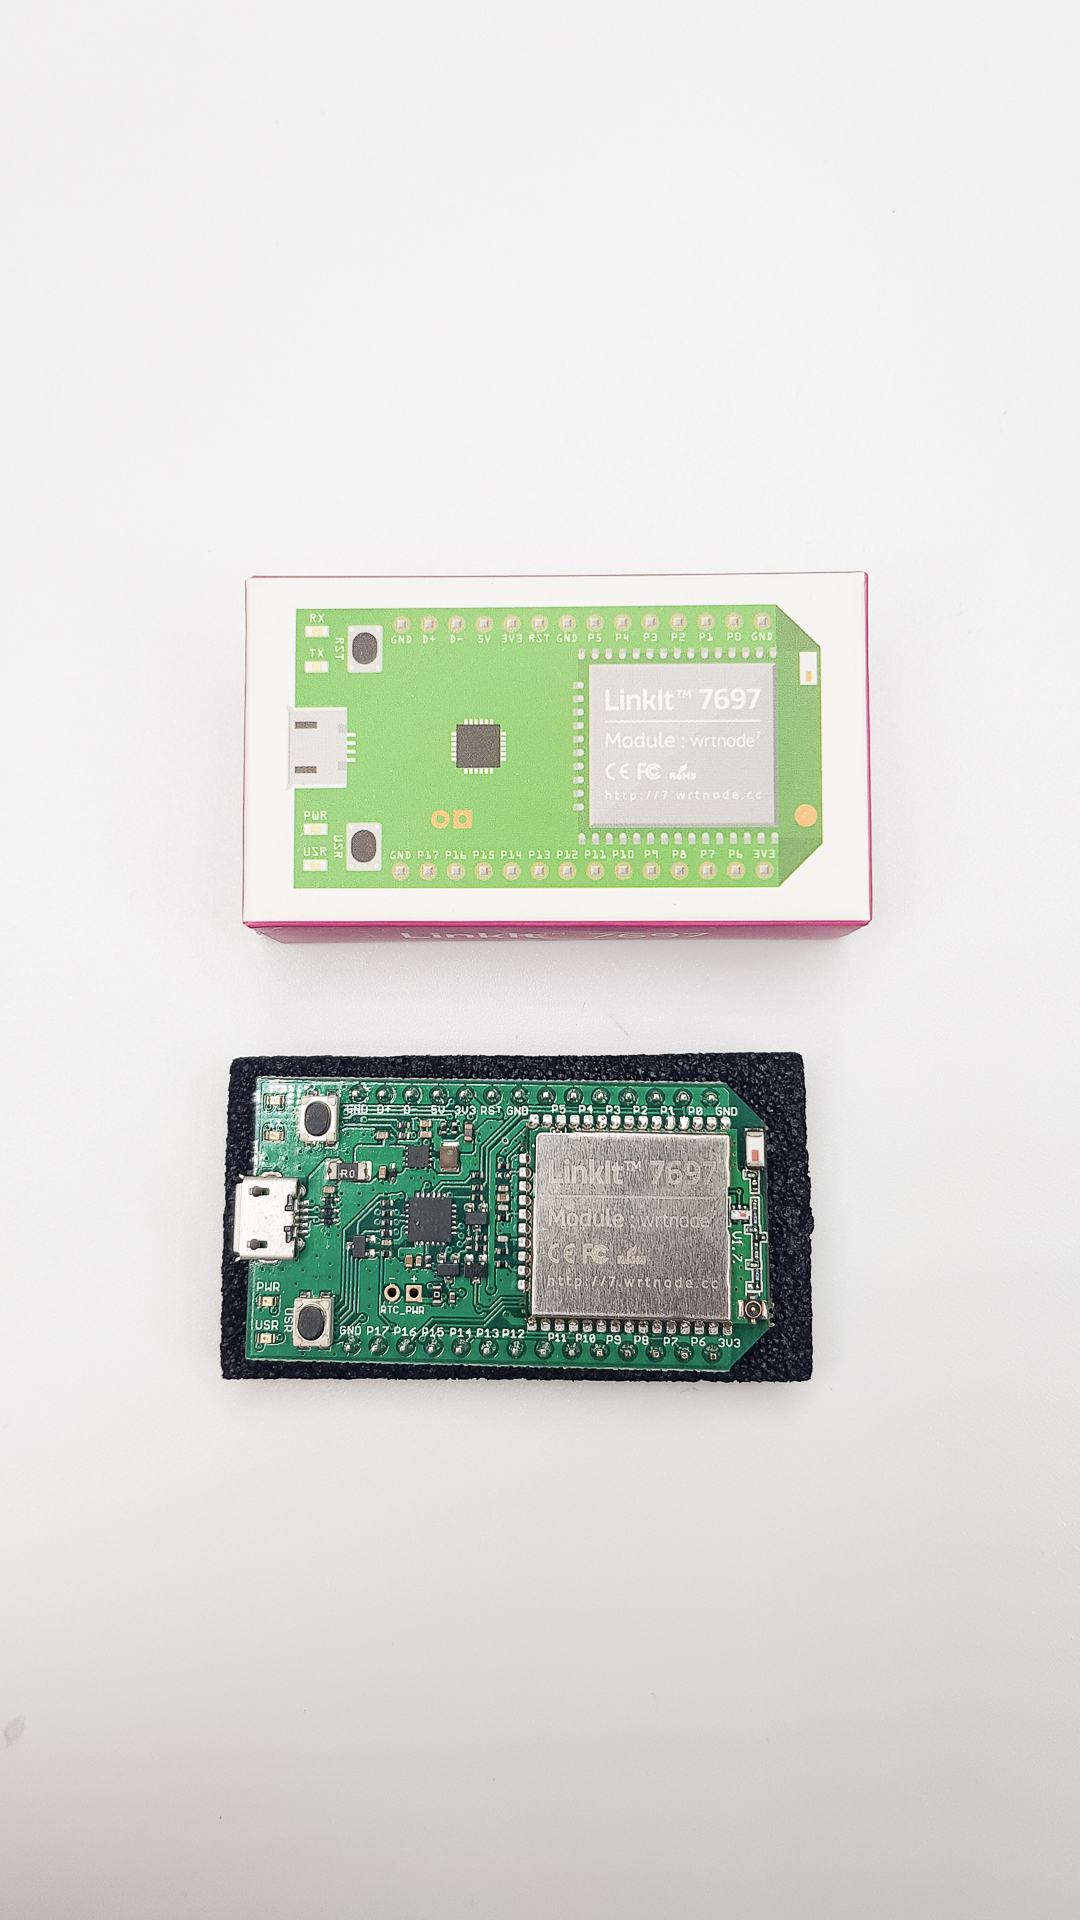 RX
RST
TX
GND D+ D- 5V 3V3 RST GND P5 P4 P3 P2 P1 P0 GND
LinkIt™ 7697
Module : wrtnode⁷
CE FC RoHS
http://7.wrtnode.cc
PWR
USR
USR
GND P17 P16 P15 P14 P13 P12 P11 P10 P9 P8 P7 P6 3V3
LinkIt™ 7697
GND D+ D- 5V 3V3 RST GND P5 P4 P3 P2 P1 P0 GND
R0
LinkIt™ 7697
Module : wrtnode⁷
CE FC RoHS
http://7.wrtnode.cc
V1.7
- +
RTC_PWR
PWR
USR
USR
GND P17 P16 P15 P14 P13 P12 P11 P10 P9 P8 P7 P6 3V3